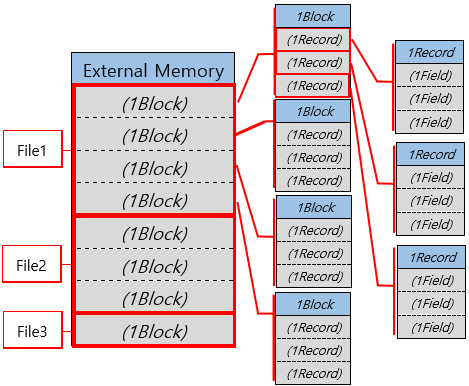 External Memory
(1Block)
(1Block)
(1Block)
(1Block)
(1Block)
(1Block)
(1Block)
(1Block)
File1
File2
File3
1Block
(1Record)
(1Record)
(1Record)
1Block
(1Record)
(1Record)
(1Record)
1Block
(1Record)
(1Record)
(1Record)
1Block
(1Record)
(1Record)
(1Record)
1Record
(1Field)
(1Field)
(1Field)
1Record
(1Field)
(1Field)
(1Field)
1Record
(1Field)
(1Field)
(1Field)